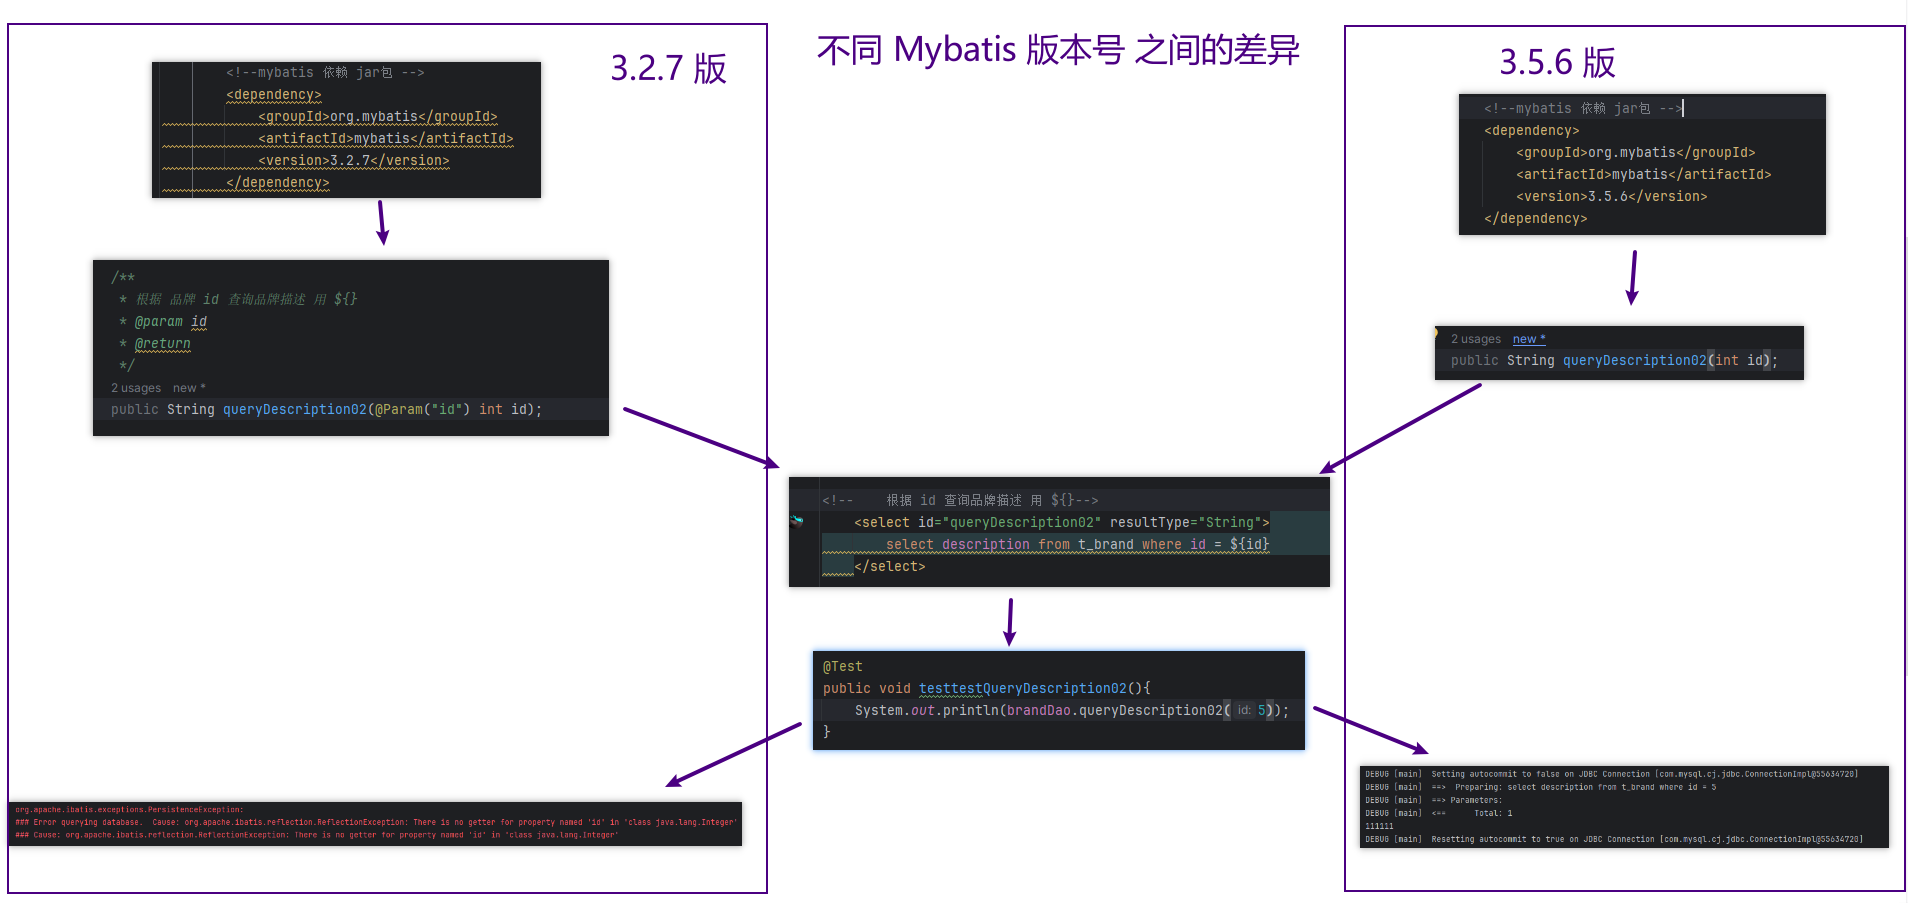 不同 Mybatis 版本号 之间的差异
3.2.7 版
<!--mybatis 依赖 jar包 -->
<dependency>
<groupId>org.mybatis</groupId>
<artifactId>mybatis</artifactId>
<version>3.2.7</version>
</dependency>
/**
* 根据 品牌 id 查询品牌描述 用 ${}
* @param id
* @return
*/
2 usages new *
public String queryDescription02(@Param("id") int id);
3.5.6 版
<!--mybatis 依赖 jar包 -->
<dependency>
<groupId>org.mybatis</groupId>
<artifactId>mybatis</artifactId>
<version>3.5.6</version>
</dependency>
2 usages new *
public String queryDescription02(int id);
<!-- 根据 id 查询品牌描述 用 ${}-->
<select id="queryDescription02" resultType="String">
select description from t_brand where id = ${id}
</select>
@Test
public void testtestQueryDescription02(){
System.out.println(brandDao.queryDescription02( id: 5));
}
org.apache.ibatis.exceptions.PersistenceException:
### Error querying database.  Cause: org.apache.ibatis.reflection.ReflectionException: There is no getter for property named 'id' in 'class java.lang.Integer'
### Cause: org.apache.ibatis.reflection.ReflectionException: There is no getter for property named 'id' in 'class java.lang.Integer'
DEBUG [main]  Setting autocommit to false on JDBC Connection [com.mysql.cj.jdbc.ConnectionImpl@55634720]
DEBUG [main]  ==>  Preparing: select description from t_brand where id = 5
DEBUG [main]  ==> Parameters:
DEBUG [main]  <==      Total: 1
111111
DEBUG [main]  Resetting autocommit to true on JDBC Connection [com.mysql.cj.jdbc.ConnectionImpl@55634720]